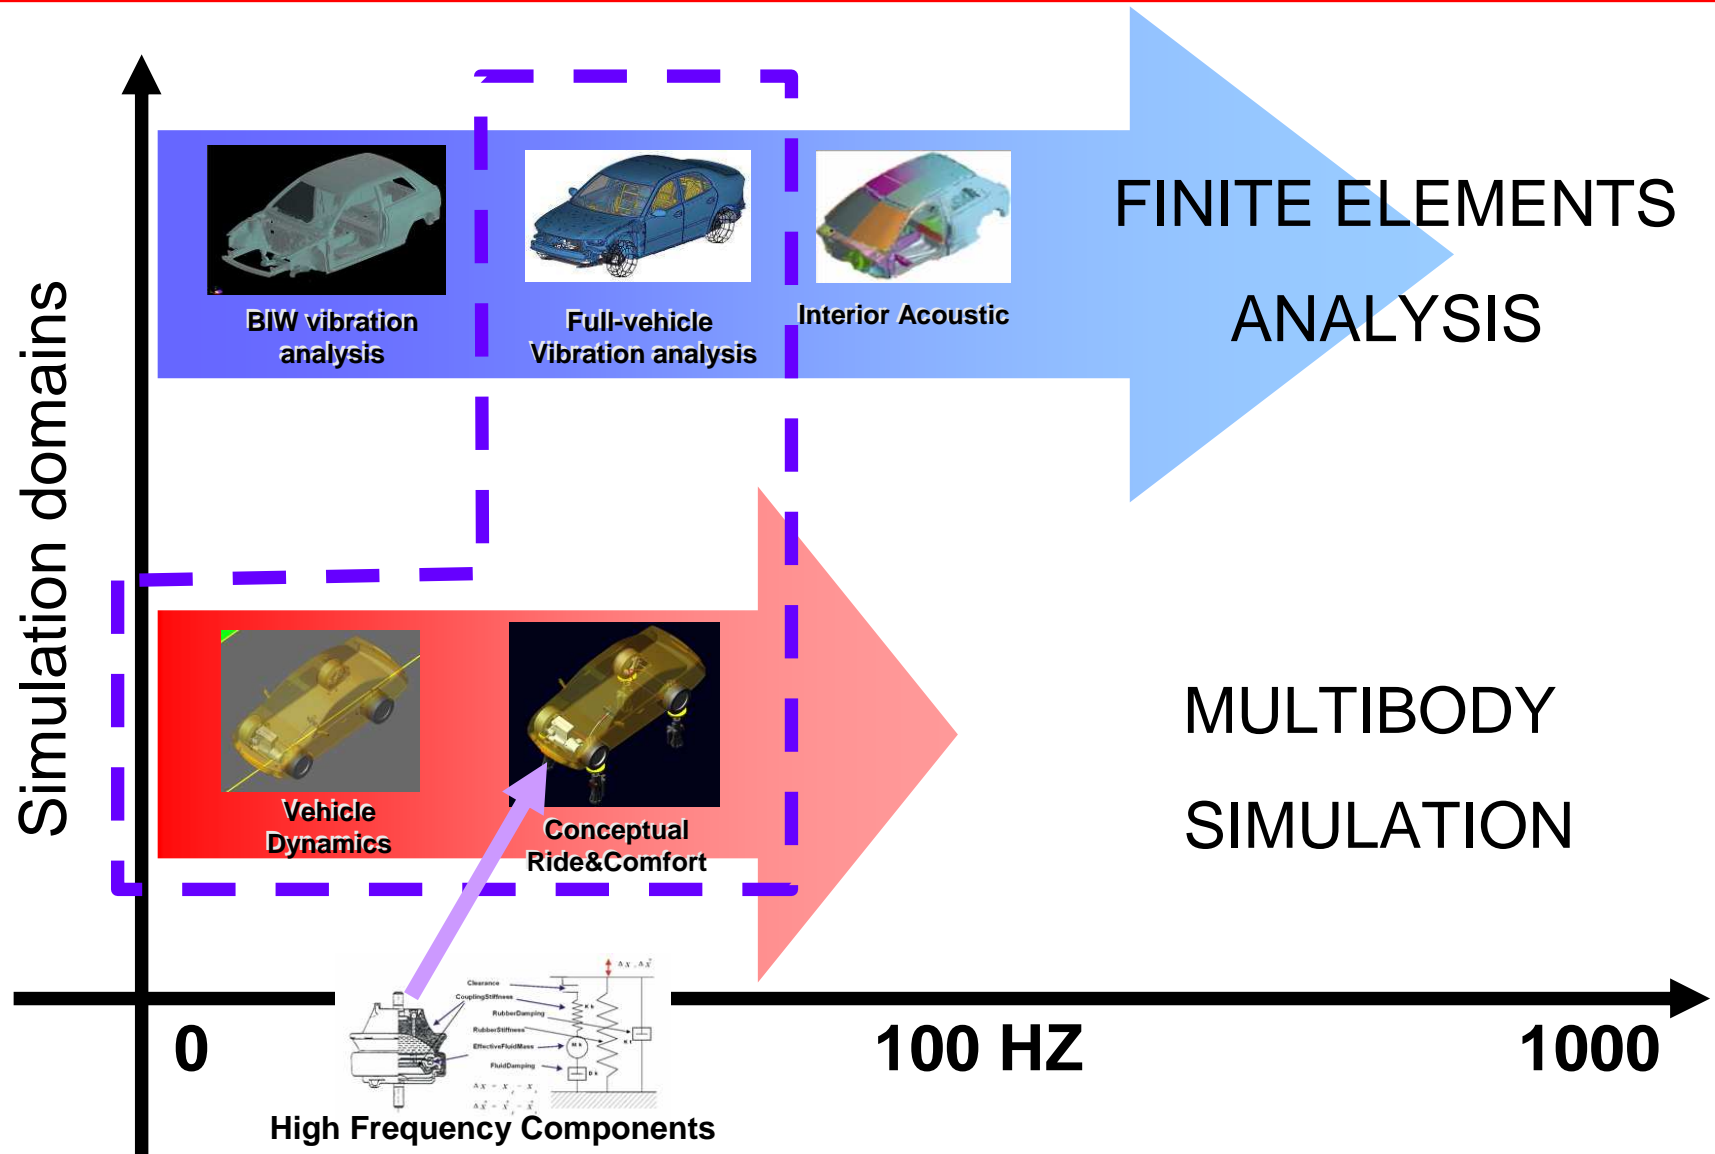 Simulation domains
BIW vibration
analysis
Full-vehicle
Vibration analysis
Interior Acoustic
FINITE ELEMENTS
ANALYSIS
Vehicle
Dynamics
Conceptual
Ride&Comfort
MULTIBODY
SIMULATION
0
100 HZ
1000
Clearance
CouplingStiffness
RubberDamping
RubberStiffness
EffectiveFluidMass
FluidDamping
High Frequency Components